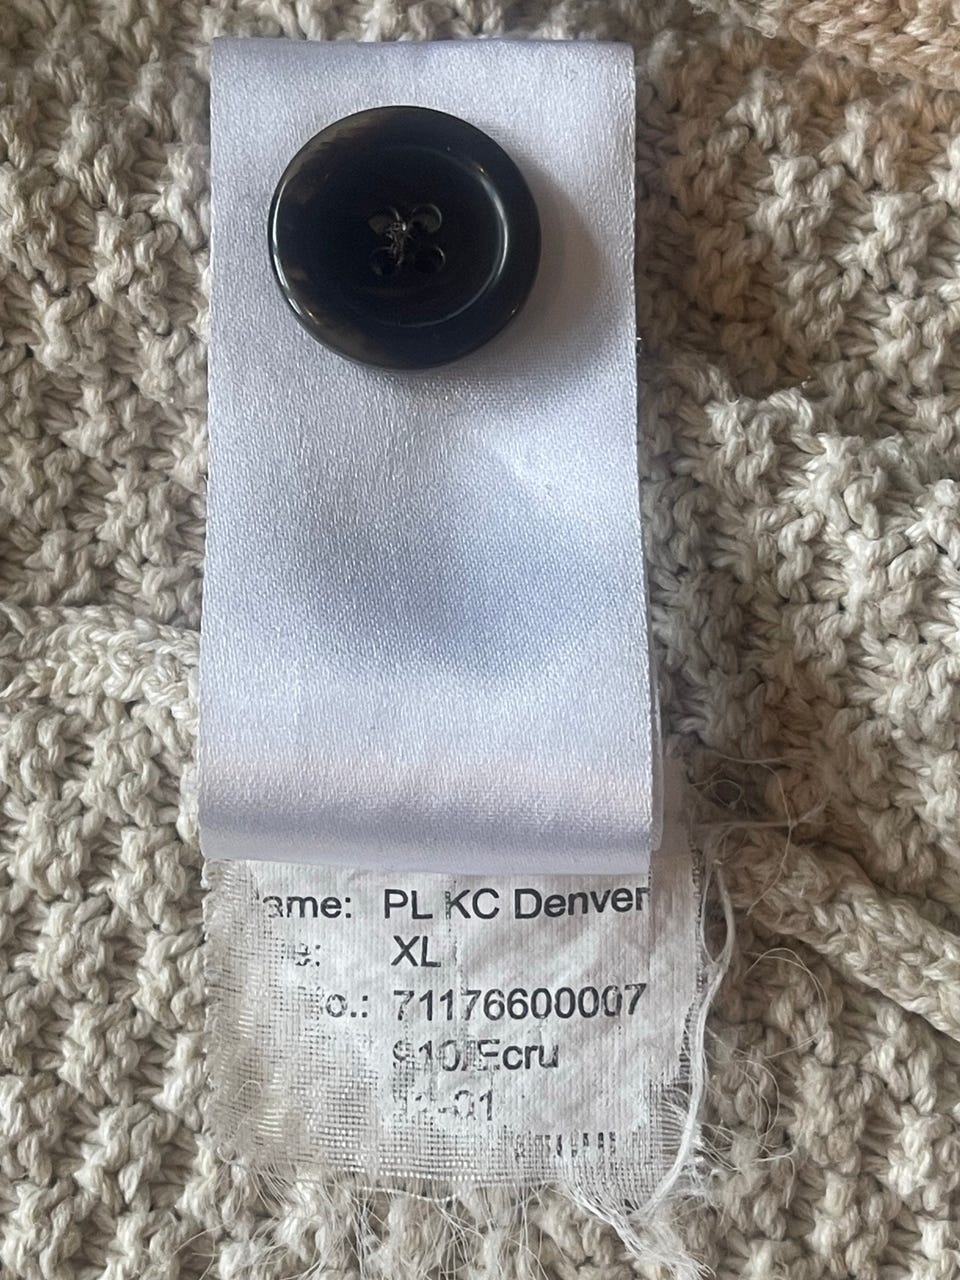 ame: PL KC Denver
e: XL
o.: 71176600007
910/Ecru